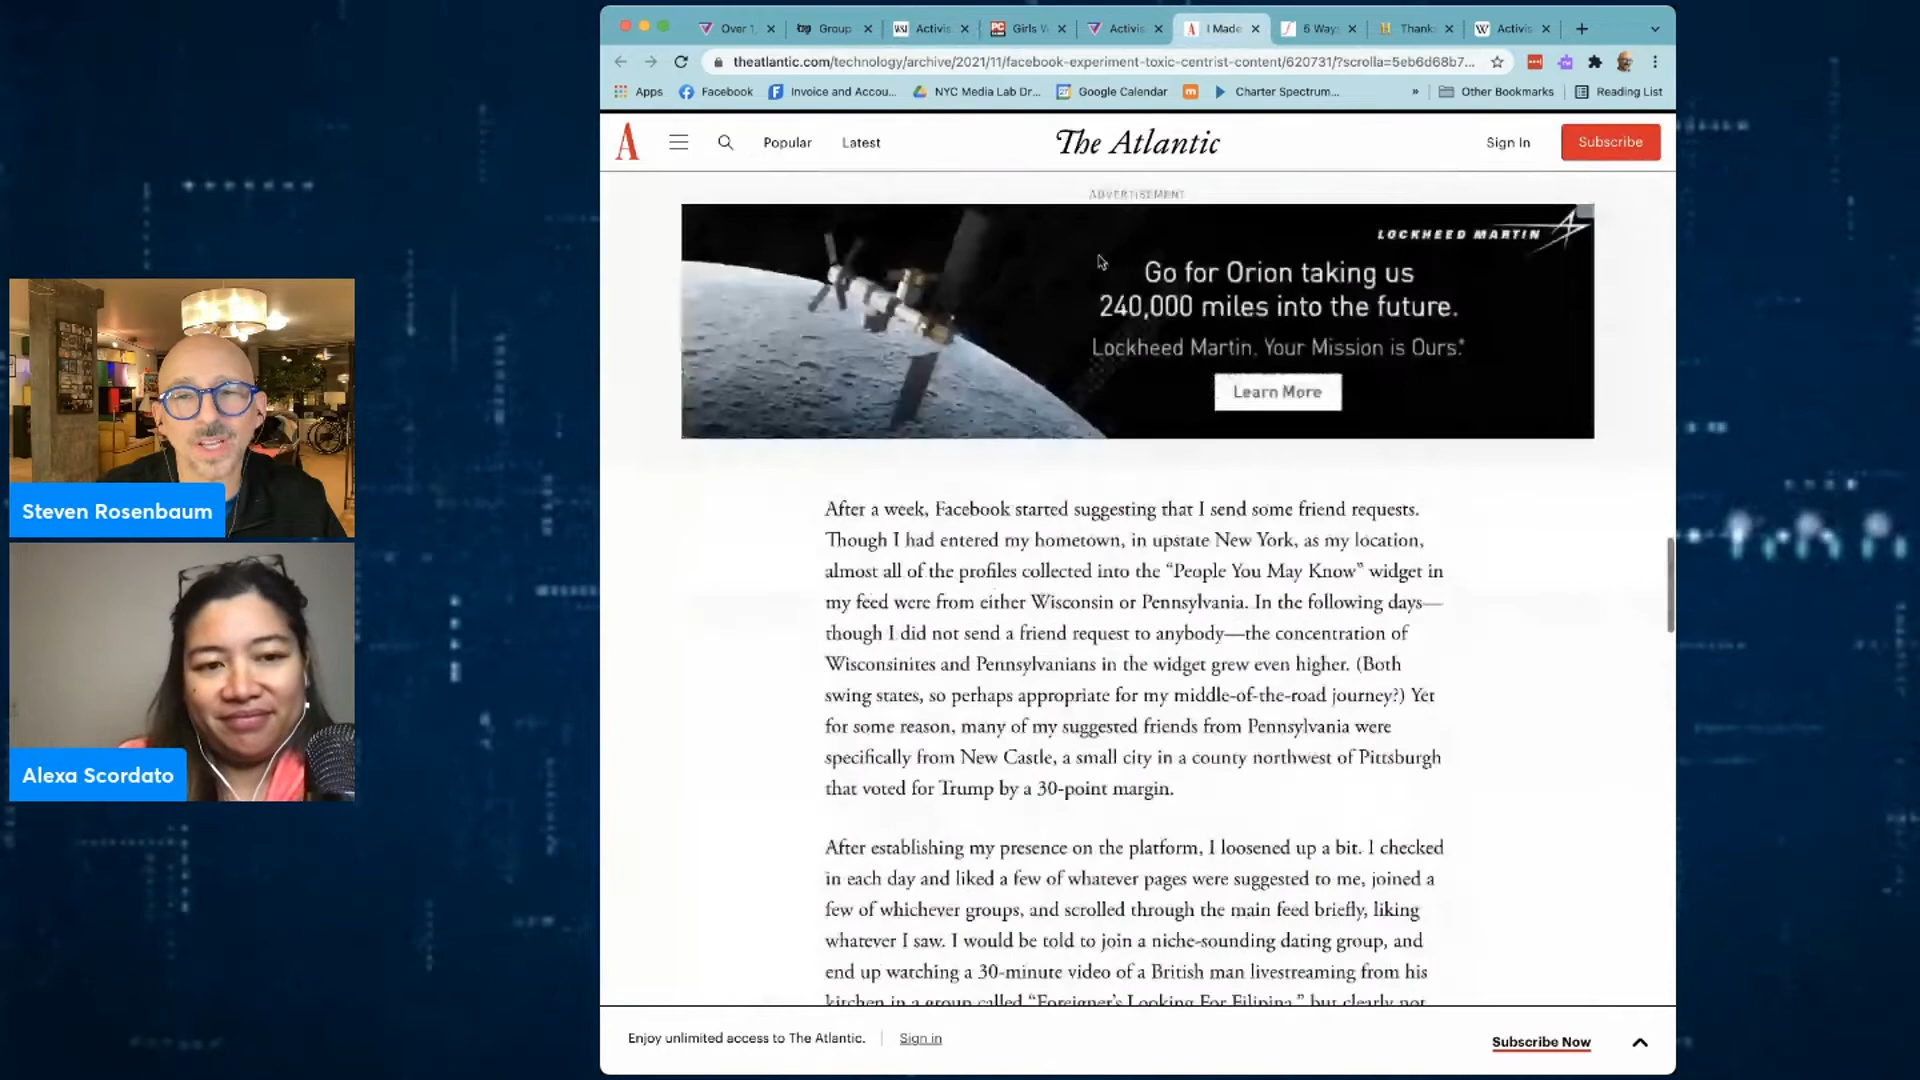 Over 1
Group
Activis
Girls V
Activis
I Made
5 Way
Thank
Activis
theatlantic.com/technology/archive/2021/11/facebook-experiment-toxic-centrist-content/620731/?scrolla=5eb6d68b7...
Apps
Facebook
Invoice and Accou...
NYC Media Lab Dr...
Google Calendar
Charter Spectrum...
»
Other Bookmarks
Reading List
Popular
Latest
The Atlantic
Sign In
Subscribe
ADVERTISEMENT
LOCKHEED MARTIN
Go for Orion taking us
240,000 miles into the future.
Lockheed Martin. Your Mission is Ours.
Learn More
After a week, Facebook started suggesting that I send some friend requests.
Though I had entered my hometown, in upstate New York, as my location,
almost all of the profiles collected into the “People You May Know” widget in
my feed were from either Wisconsin or Pennsylvania. In the following days—
though I did not send a friend request to anybody—the concentration of
Wisconsinites and Pennsylvanians in the widget grew even higher. (Both
swing states, so perhaps appropriate for my middle-of-the-road journey?) Yet
for some reason, many of my suggested friends from Pennsylvania were
specifically from New Castle, a small city in a county northwest of Pittsburgh
that voted for Trump by a 30-point margin.
After establishing my presence on the platform, I loosened up a bit. I checked
in each day and liked a few of whatever pages were suggested to me, joined a
few of whichever groups, and scrolled through the main feed briefly, liking
whatever I saw. I would be told to join a niche-sounding dating group, and
end up watching a 30-minute video of a British man livestreaming from his
kitchen in a group called “Foreigner’s Looking For Filipina,” but clearly not
Enjoy unlimited access to The Atlantic.
Sign in
Subscribe Now
Steven Rosenbaum
Alexa Scordato